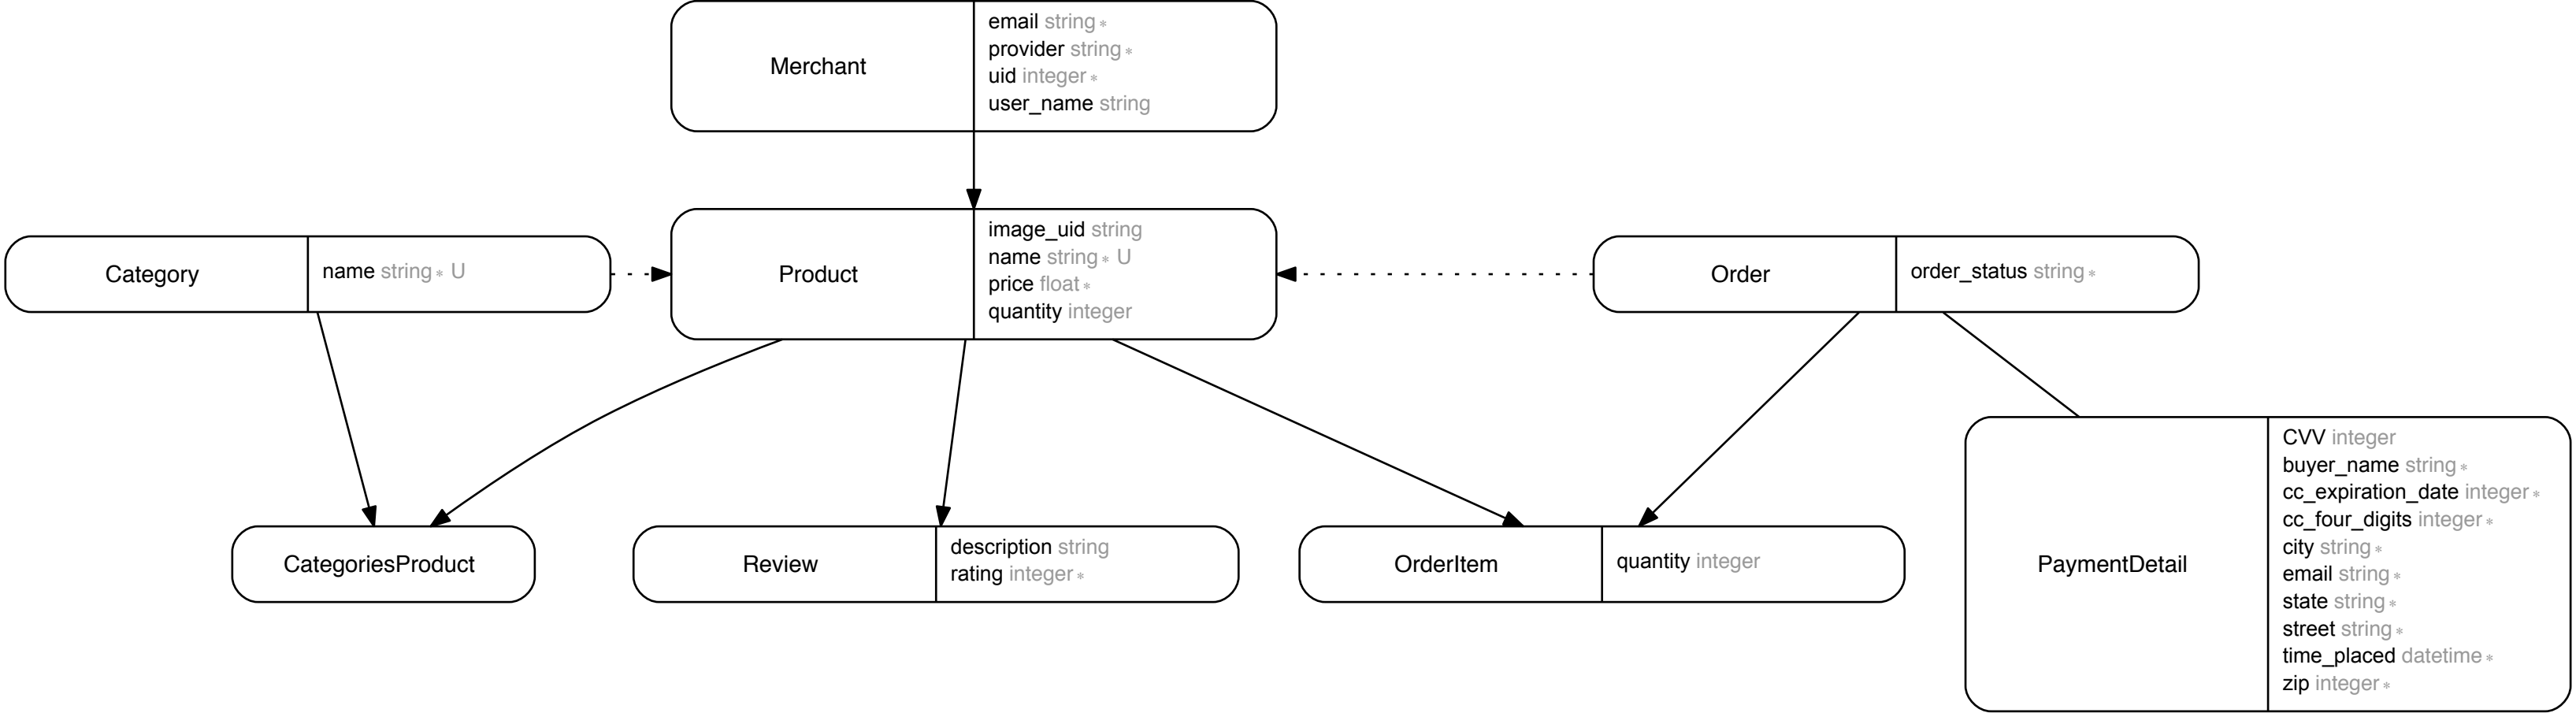 Merchant
email string*
provider string*
uid integer*
user_name string
Category
name string* U
Product
image_uid string
name string* U
price float*
quantity integer
Order
order_status string*
CategoriesProduct
Review
description string
rating integer*
OrderItem
quantity integer
PaymentDetail
CVV integer
buyer_name string*
cc_expiration_date integer*
cc_four_digits integer*
city string*
email string*
state string*
street string*
time_placed datetime*
zip integer*